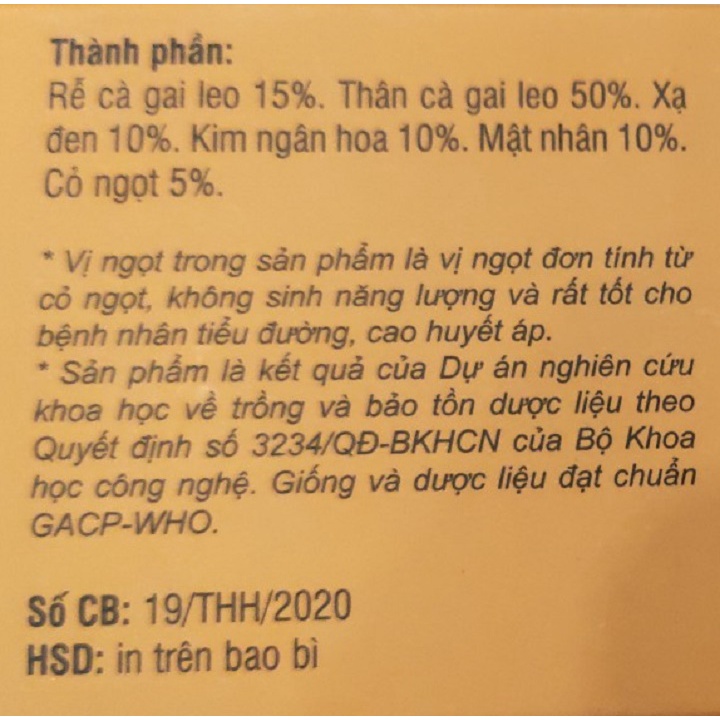 Thành phần:
Rễ cà gai leo 15%. Thân cà gai leo 50%. Xạ
đen 10%. Kim ngân hoa 10%. Mật nhân 10%.
Cỏ ngọt 5%.
* Vị ngọt trong sản phẩm là vị ngọt đơn tính từ
cỏ ngọt, không sinh năng lượng và rất tốt cho
bệnh nhân tiểu đường, cao huyết áp.
* Sản phẩm là kết quả của Dự án nghiên cứu
khoa học về trồng và bảo tồn dược liệu theo
Quyết định số 3234/QĐ-BKHCN của Bộ Khoa
học công nghệ. Giống và dược liệu đạt chuẩn
GACP-WHO.
Số CB: 19/THH/2020
HSD: in trên bao bì